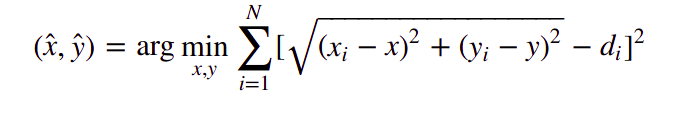 (x̂, ŷ) = arg min_{x,y} ∑_{i=1}^{N} [√((x_i − x)² + (y_i − y)²) − d_i]²